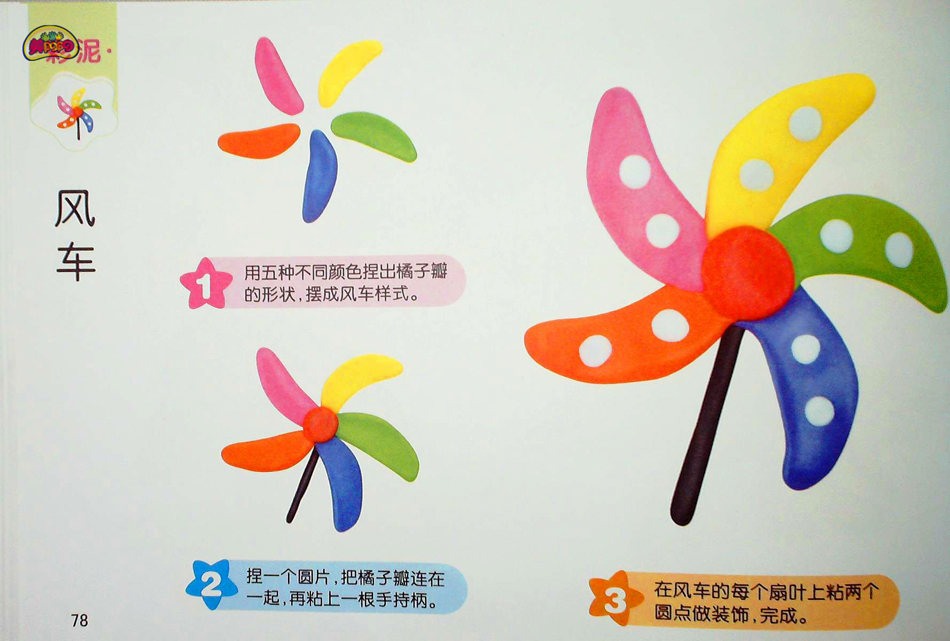 彩泥
风车
1
用五种不同颜色捏出橘子瓣
的形状,摆成风车样式。
2
捏一个圆片,把橘子瓣连在
一起,再粘上一根手持柄。
3
在风车的每个扇叶上粘两个
圆点做装饰,完成。
78